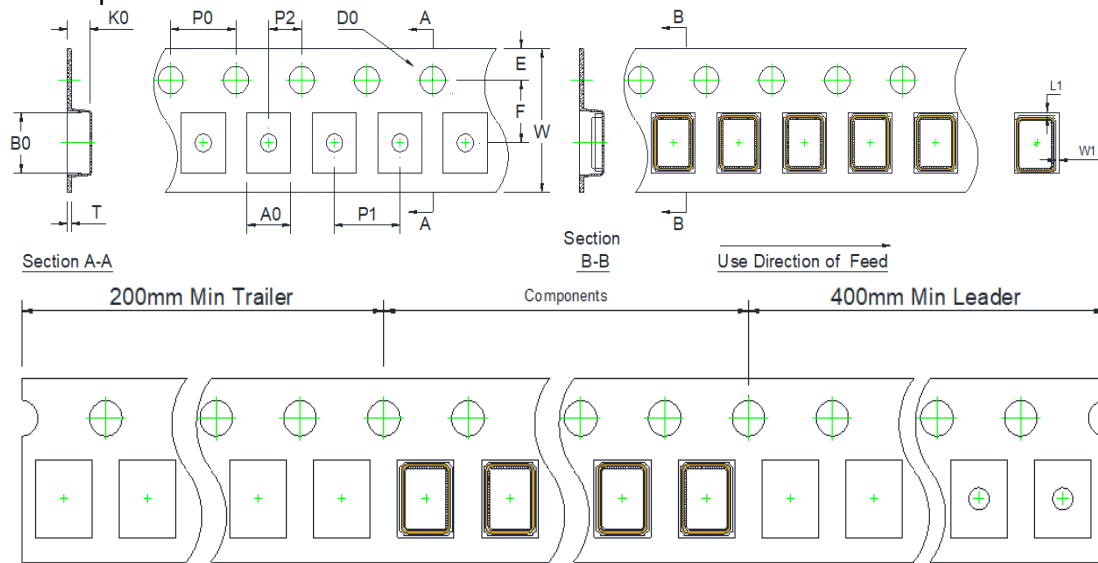 K0
P0
P2
D0
A
B
E
L1
F
W
B0
W1
T
A0
P1
A
B
Section A-A
Section
B-B
Use Direction of Feed
200mm Min Trailer
Components
400mm Min Leader